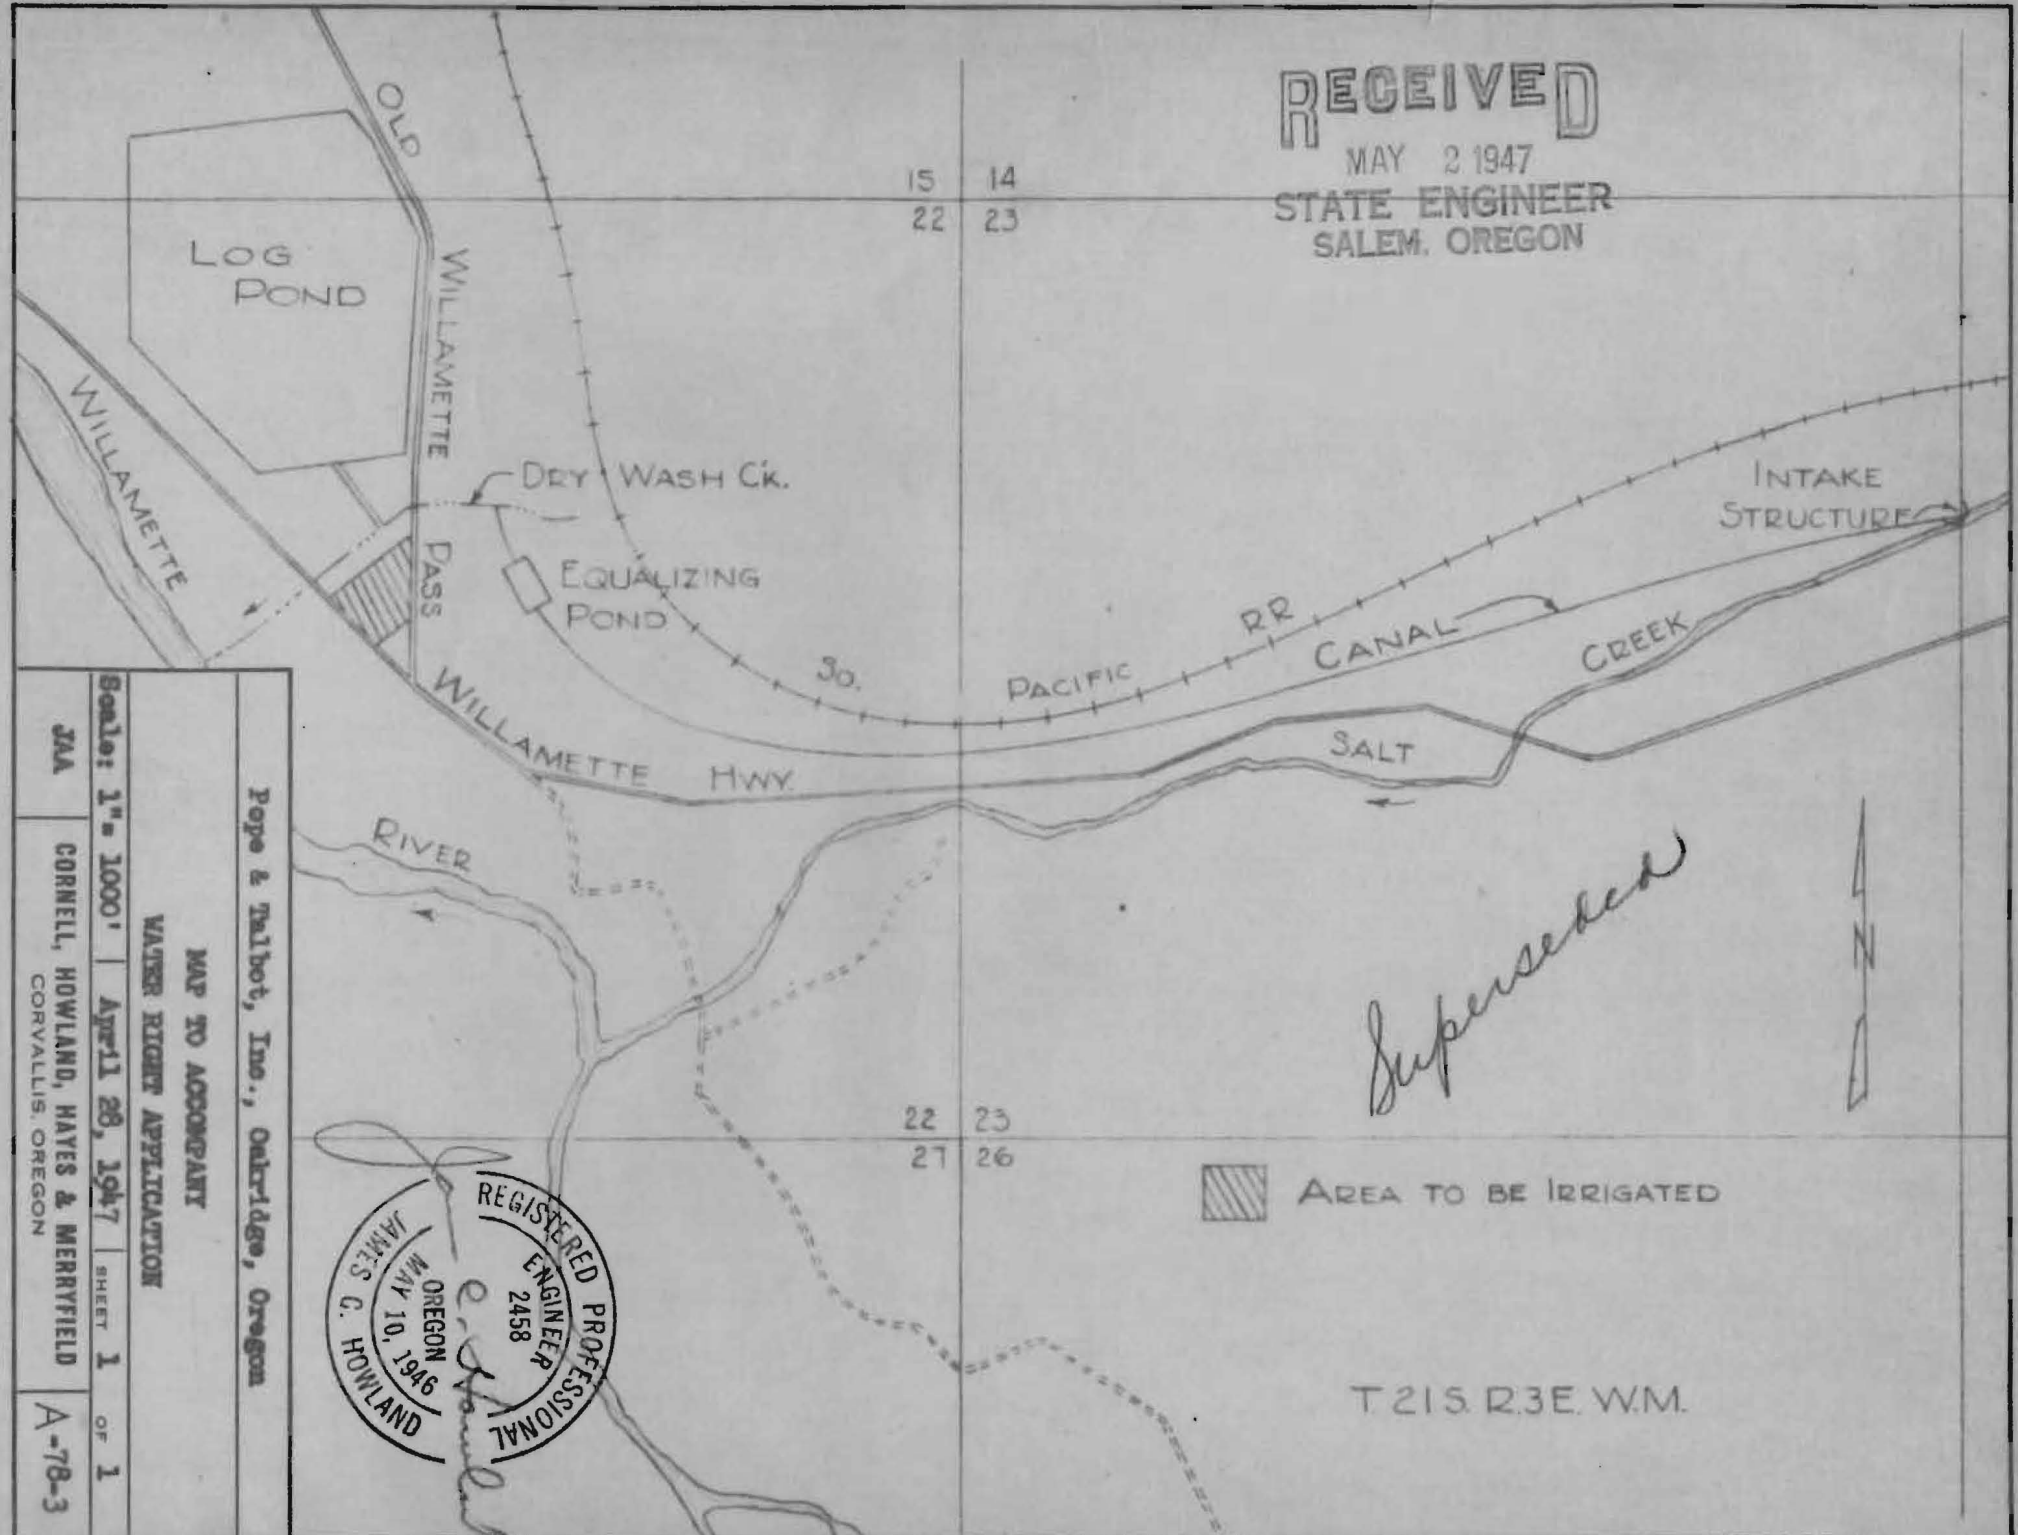 RECEIVED
MAY 2 1947
STATE ENGINEER
SALEM. OREGON
OLD
WILLAMETTE
PASS
15 14
22 23
LOG
POND
WILLAMETTE
DRY WASH CK.
EQUALIZING
POND
INTAKE
STRUCTURE
SO. PACIFIC RR
CANAL
CREEK
SALT
WILLAMETTE HWY.
RIVER
Superseded
N
22 23
27 26
AREA TO BE IRRIGATED
T. 21 S. R. 3 E. W.M.
REGISTERED PROFESSIONAL
ENGINEER
2458
OREGON
MAY 10, 1946
JAMES C. HOWLAND
Pope & Talbot, Inc., Oakridge, Oregon
MAP TO ACCOMPANY
WATER RIGHT APPLICATION
Scale: 1"= 1000' April 28, 1947 SHEET 1 OF 1
JAA CORNELL, HOWLAND, HAYES & MERRYFIELD A-78-3
CORVALLIS, OREGON